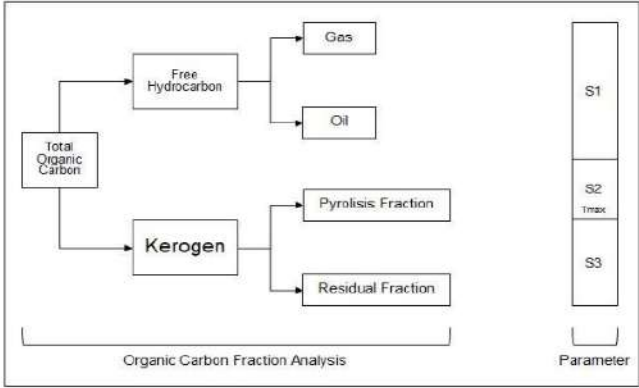 Gas
Free
Hydrocarbon
S1
Oil
Total
Organic
Carbon
S2
Pyrolisis Fraction
Tmax
Kerogen
S3
Residual Fraction
Organic Carbon Fraction Analysis
Parameter